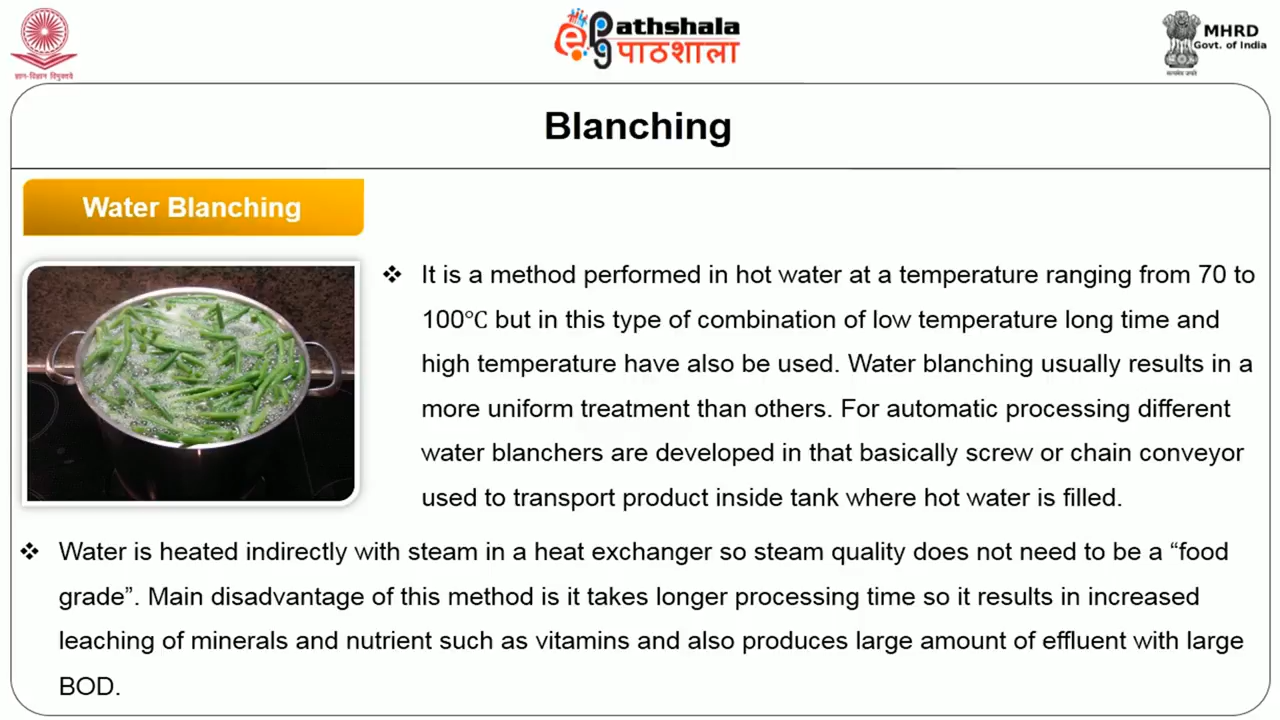 ज्ञान-विज्ञान विमुक्तये
ePathshala
पाठशाला
MHRD
Govt. of India
सत्यमेव जयते
Blanching
Water Blanching
❖ It is a method performed in hot water at a temperature ranging from 70 to
100°C but in this type of combination of low temperature long time and
high temperature have also be used. Water blanching usually results in a
more uniform treatment than others. For automatic processing different
water blanchers are developed in that basically screw or chain conveyor
used to transport product inside tank where hot water is filled.
❖ Water is heated indirectly with steam in a heat exchanger so steam quality does not need to be a “food
grade”. Main disadvantage of this method is it takes longer processing time so it results in increased
leaching of minerals and nutrient such as vitamins and also produces large amount of effluent with large
BOD.